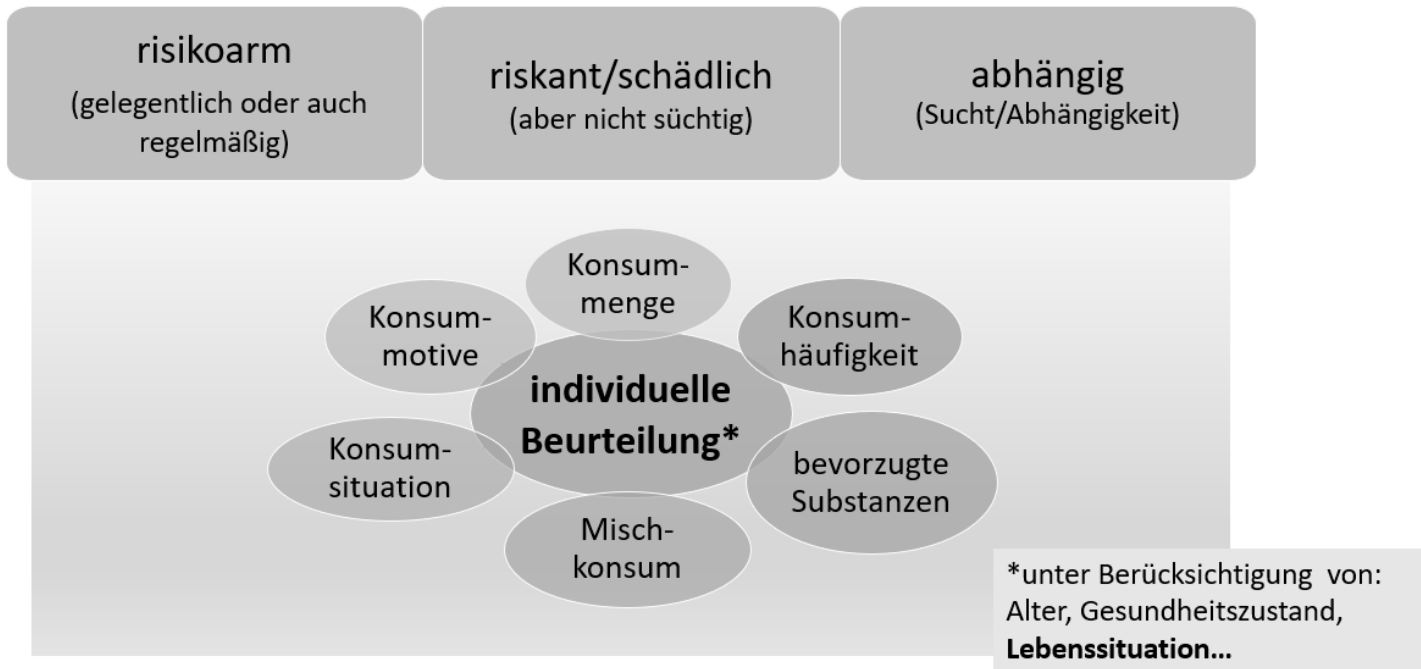 risikoarm
(gelegentlich oder auch
regelmäßig)
riskant/schädlich
(aber nicht süchtig)
abhängig
(Sucht/Abhängigkeit)
Konsum-
menge
Konsum-
motive
Konsum-
häufigkeit
individuelle
Beurteilung*
Konsum-
situation
bevorzugte
Substanzen
Misch-
konsum
*unter Berücksichtigung von:
Alter, Gesundheitszustand,
Lebenssituation...